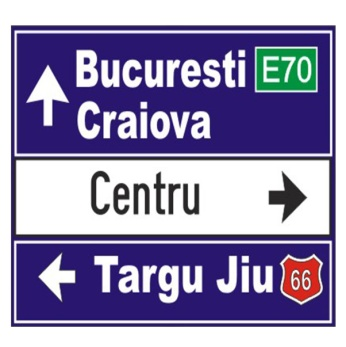 Bucuresti E70
Craiova
Centru
Targu Jiu 66